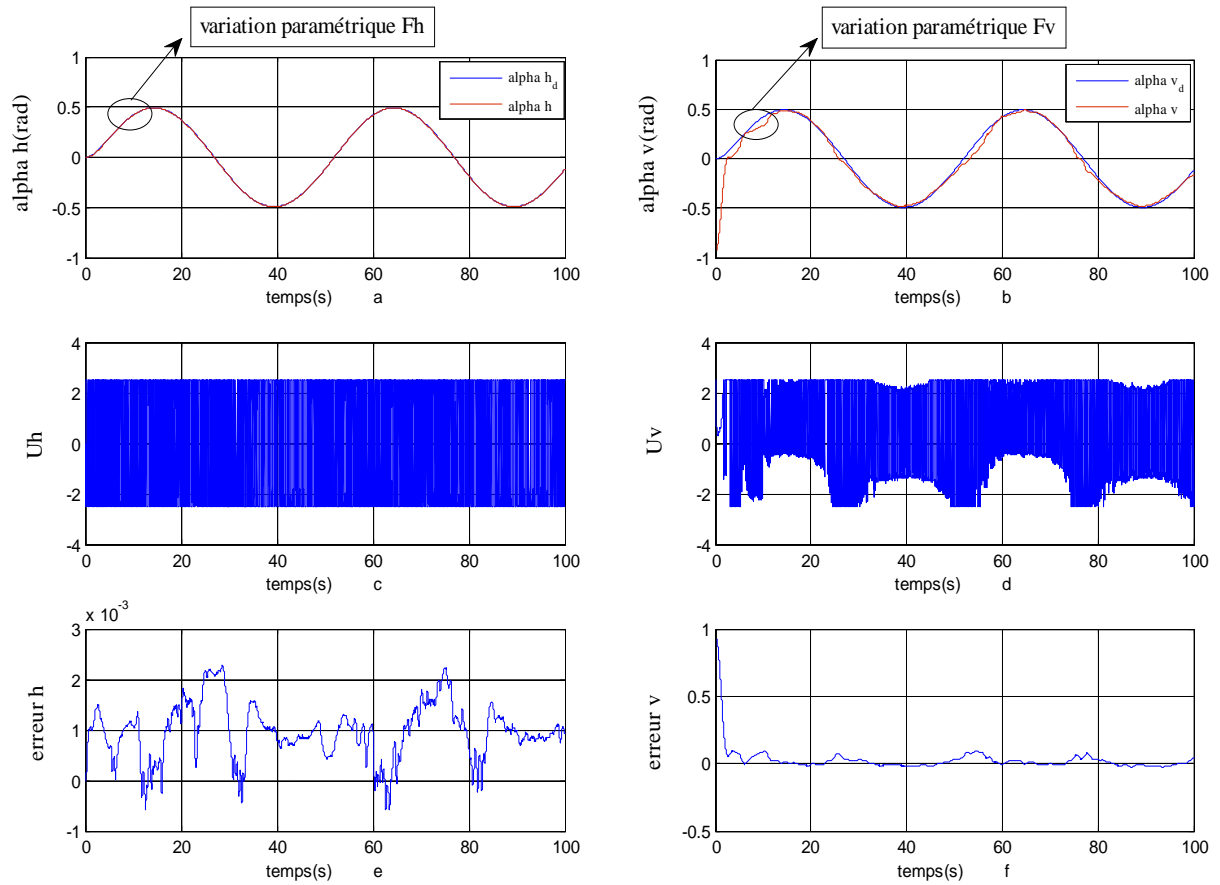 variation paramétrique Fh
variation paramétrique Fv
1
0.5
0
-0.5
-1
alpha h(rad)
alpha h_d
alpha h
0 20 40 60 80 100
temps(s) a
1
0.5
0
-0.5
-1
alpha v(rad)
alpha v_d
alpha v
0 20 40 60 80 100
temps(s) b
4
2
0
-2
-4
Uh
0 20 40 60 80 100
temps(s) c
4
2
0
-2
-4
Uv
0 20 40 60 80 100
temps(s) d
x 10^-3
3
2
1
0
-1
erreur h
0 20 40 60 80 100
temps(s) e
1
0.5
0
-0.5
erreur v
0 20 40 60 80 100
temps(s) f